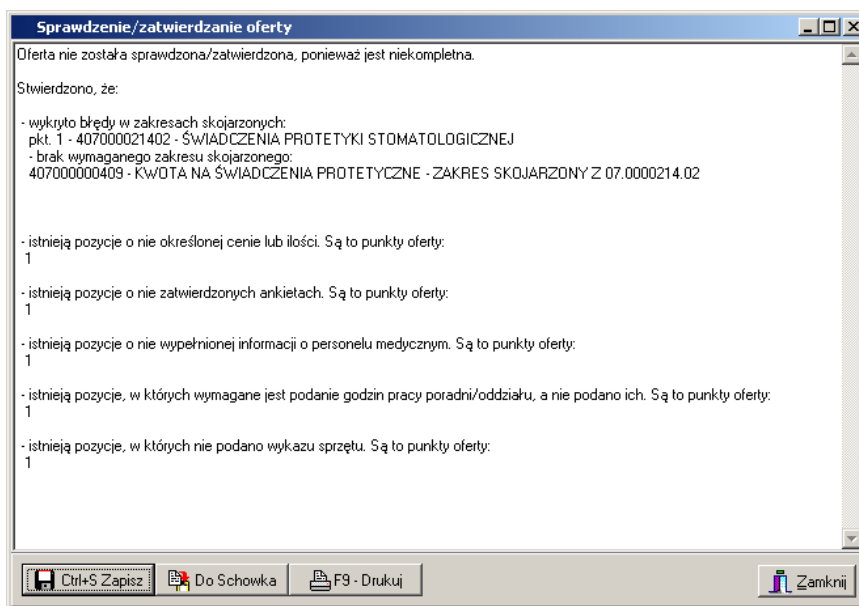 Sprawdzenie/zatwierdzanie oferty
Oferta nie została sprawdzona/zatwierdzona, ponieważ jest niekompletna.
Stwierdzono, że:
- wykryto błędy w zakresach skojarzonych:
pkt. 1 - 407000021402 - ŚWIADCZENIA PROTETYKI STOMATOLOGICZNEJ
- brak wymaganego zakresu skojarzonego:
407000000409 - KWOTA NA ŚWIADCZENIA PROTETYCZNE - ZAKRES SKOJARZONY Z 07.0000214.02
- istnieją pozycje o nie określonej cenie lub ilości. Są to punkty oferty:
1
- istnieją pozycje o nie zatwierdzonych ankietach. Są to punkty oferty:
1
- istnieją pozycje o nie wypełnionej informacji o personelu medycznym. Są to punkty oferty:
1
- istnieją pozycje, w których wymagane jest podanie godzin pracy poradni/oddziału, a nie podano ich. Są to punkty oferty:
1
- istnieją pozycje, w których nie podano wykazu sprzętu. Są to punkty oferty:
1
Ctrl+S Zapisz Do Schowka F9 - Drukuj Zamknij